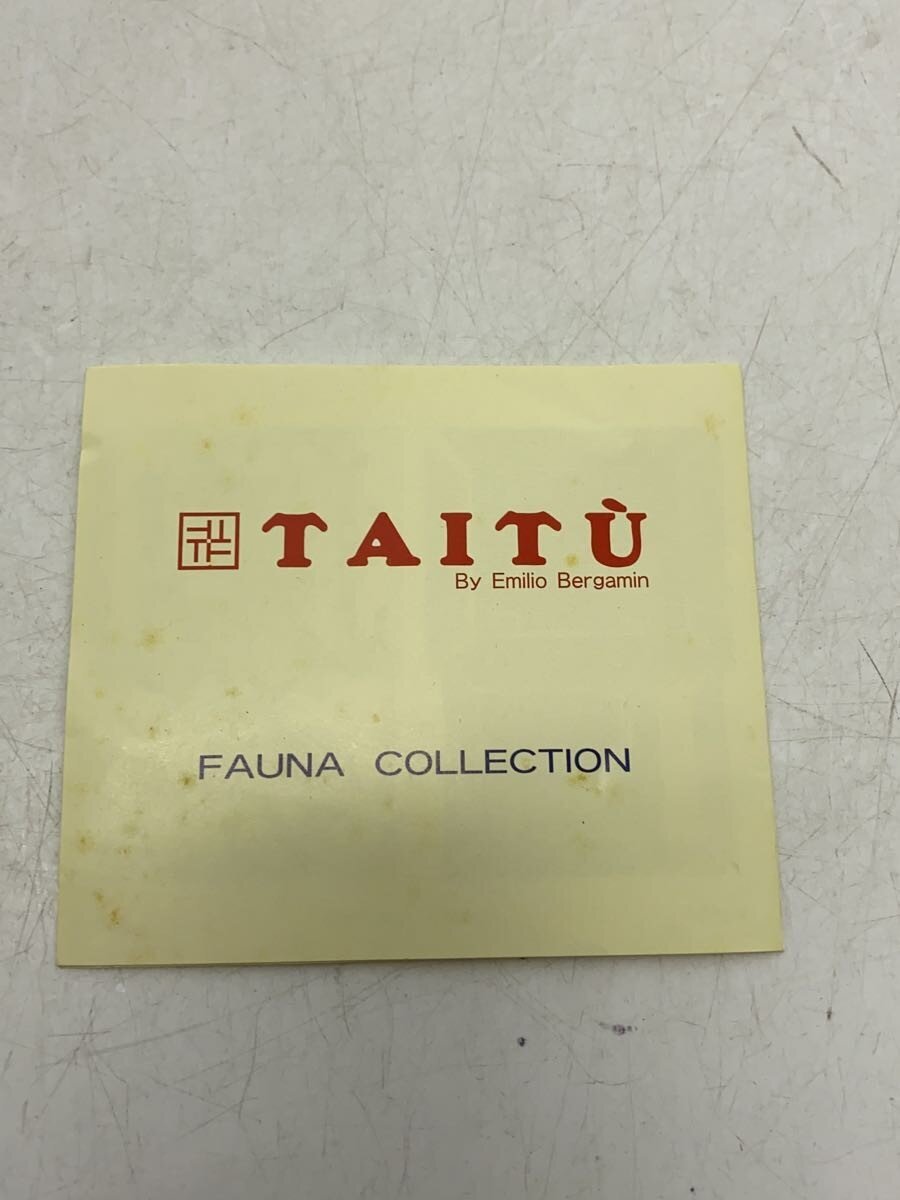 TAITÙ
By Emilio Bergamin
FAUNA COLLECTION